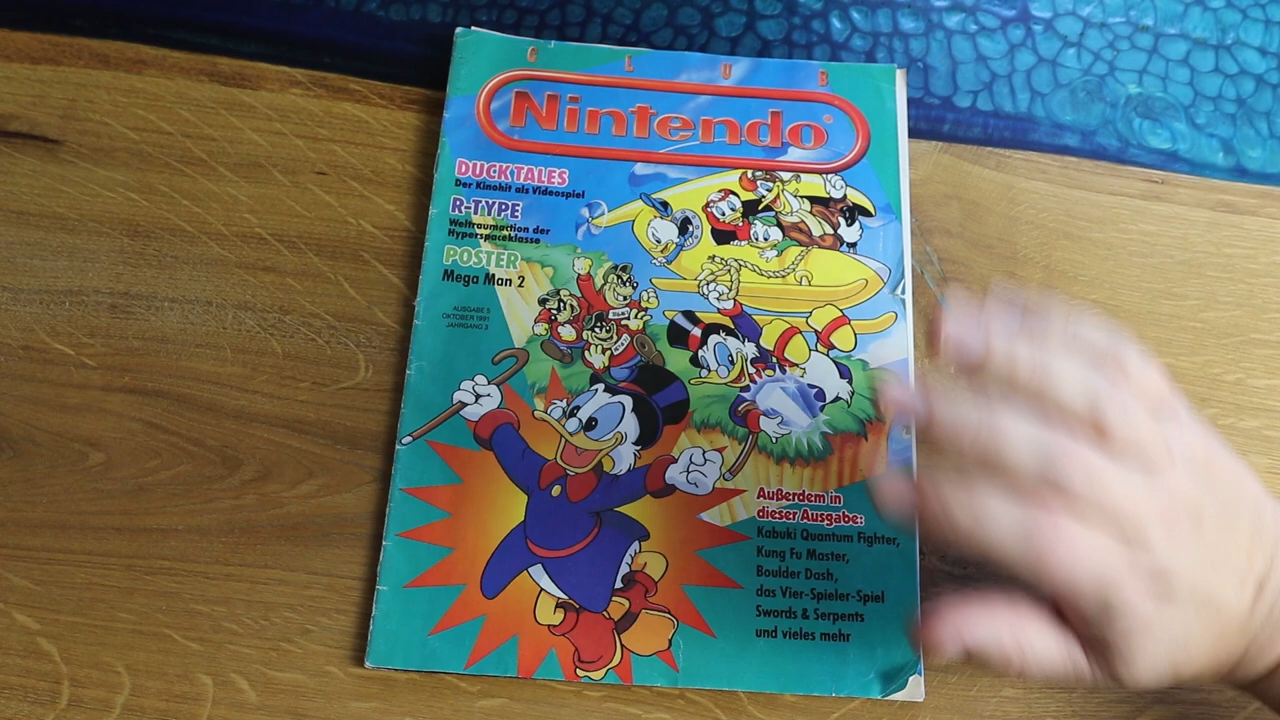 CLUB
Nintendo®
DUCK TALES
Der Kinohit als Videospiel
R-TYPE
Weltraumaction der
Hyperspaceklasse
POSTER
Mega Man 2
AUSGABE 5
OKTOBER 1991
JAHRGANG 3
Außerdem in
dieser Ausgabe:
Kabuki Quantum Fighter,
Kung Fu Master,
Boulder Dash,
das Vier-Spieler-Spiel
Swords & Serpents
und vieles mehr